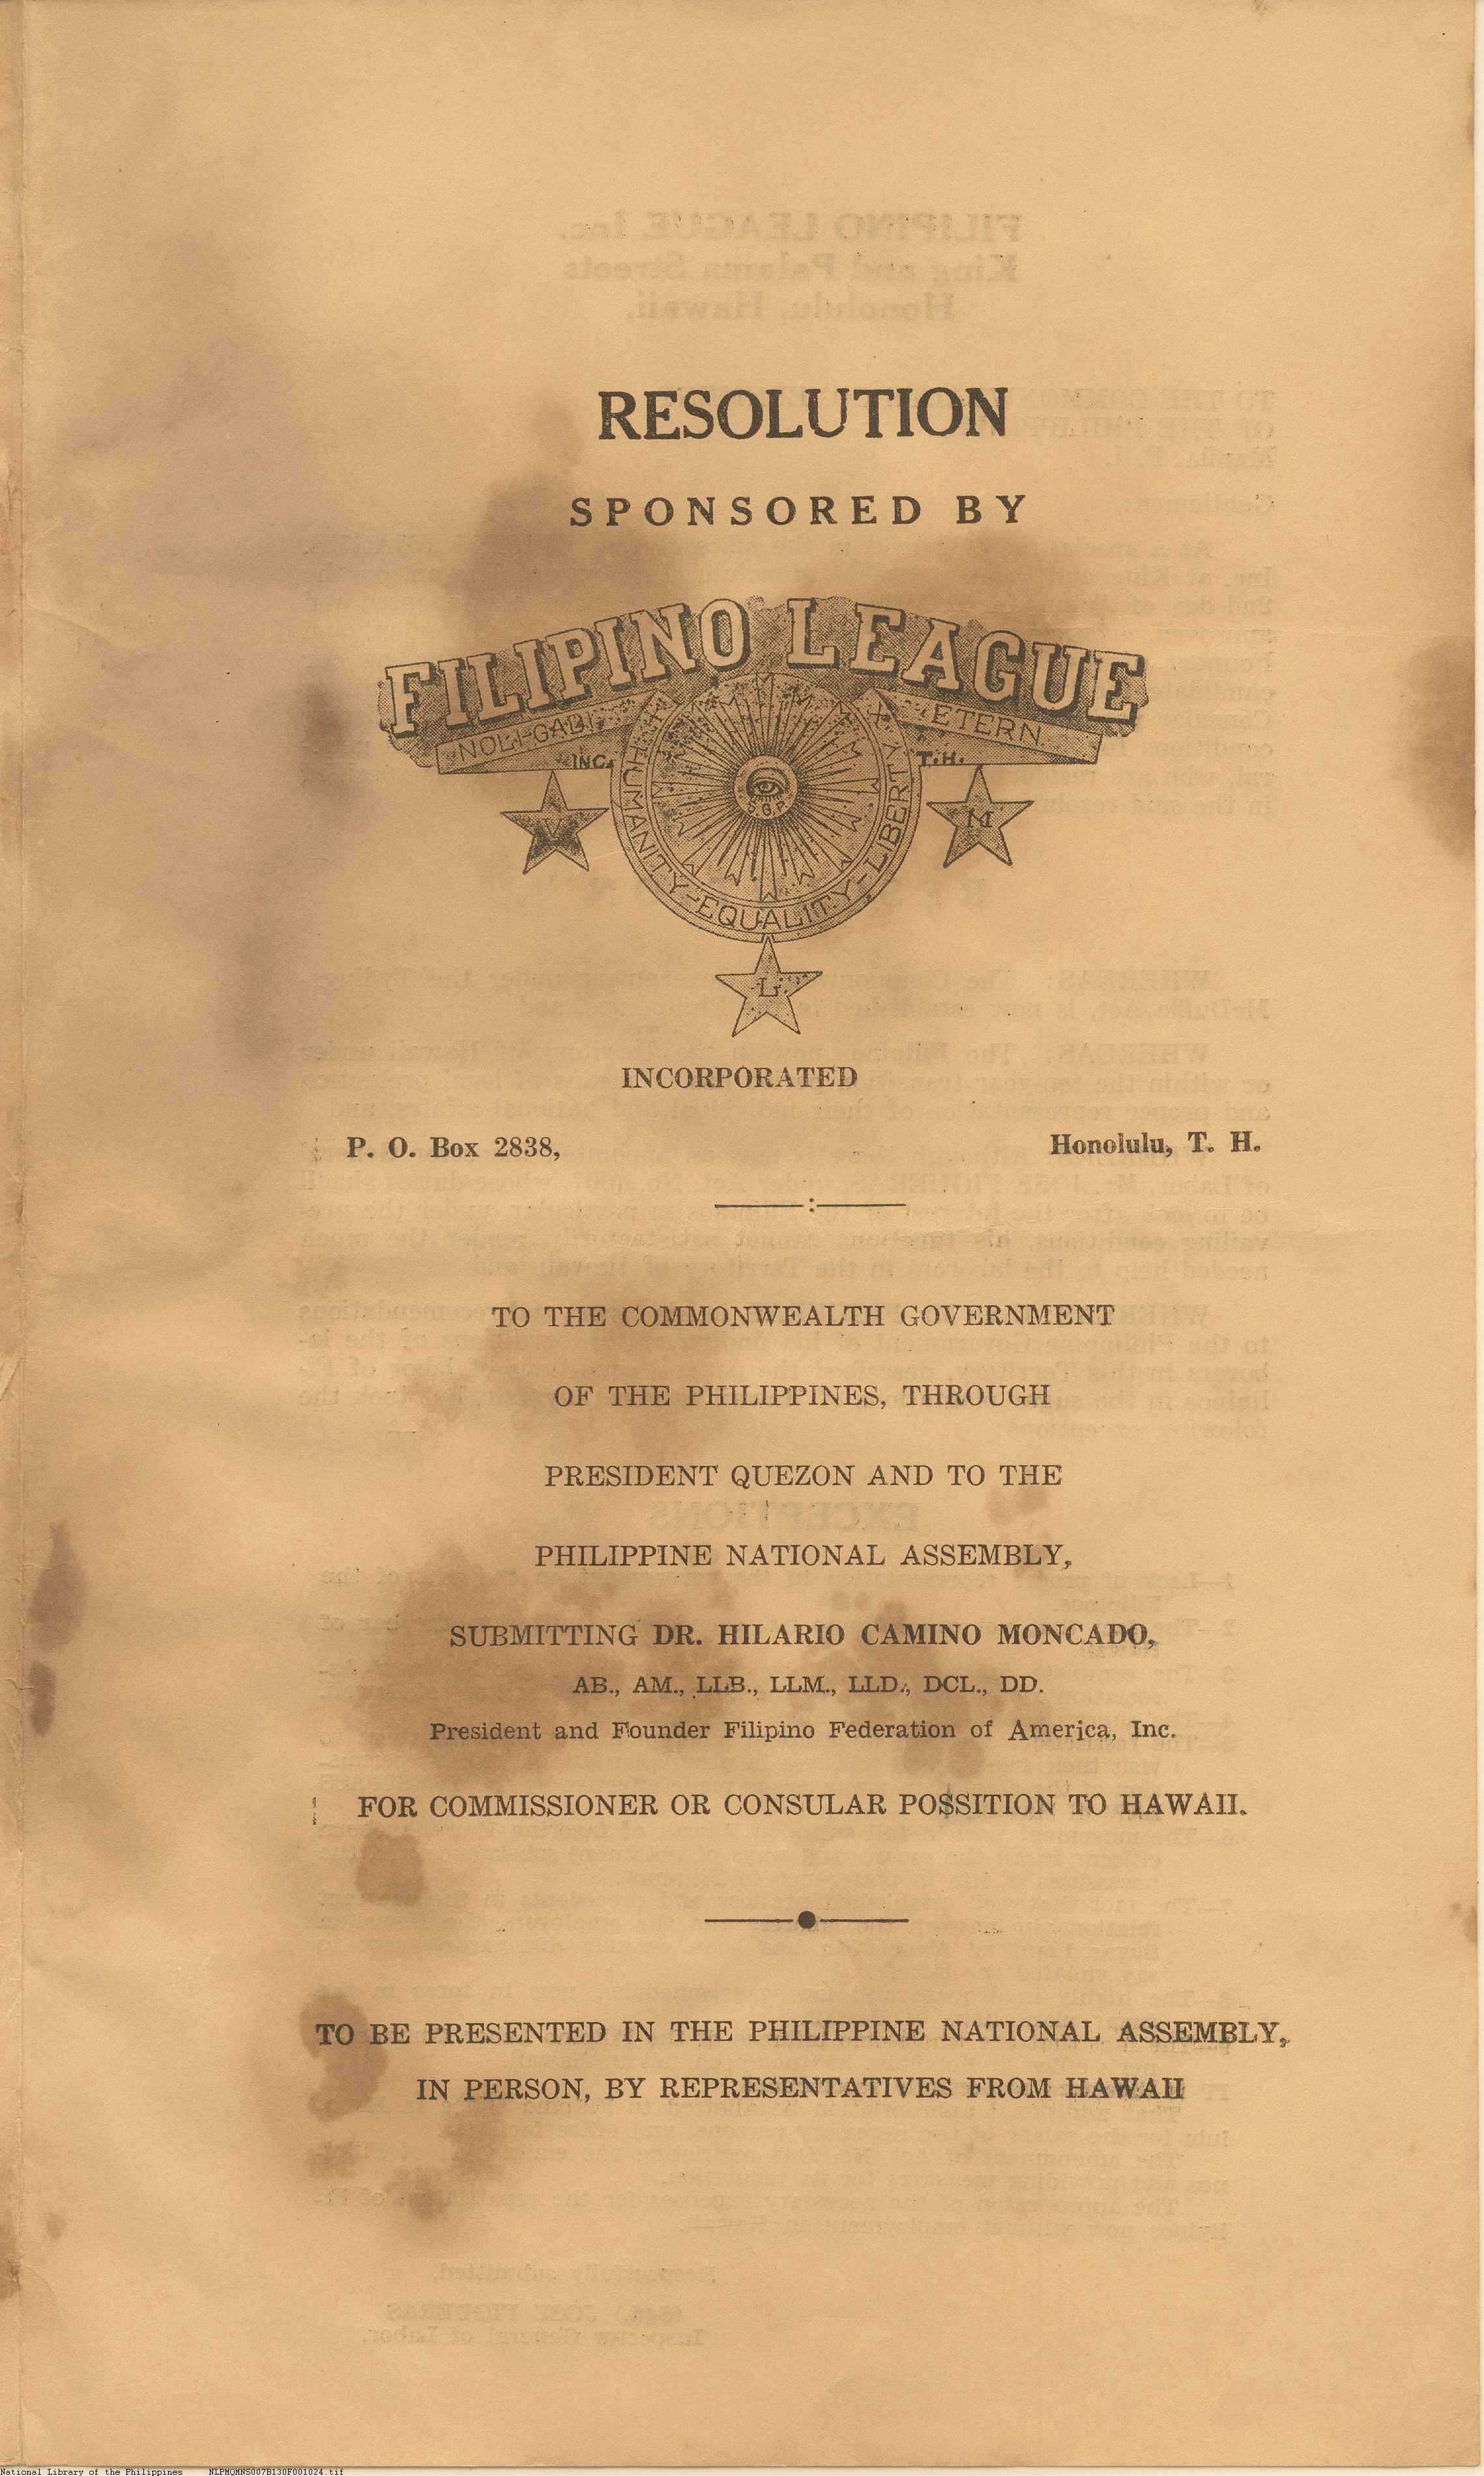 RESOLUTION
SPONSORED BY
FILIPINO LEAGUE
ETERN.
INC.
T.H.
HUMANITY-EQUALITY-LIBERTY
V
M
L
INCORPORATED
P. O. Box 2838,
Honolulu, T. H.
TO THE COMMONWEALTH GOVERNMENT
OF THE PHILIPPINES, THROUGH
PRESIDENT QUEZON AND TO THE
PHILIPPINE NATIONAL ASSEMBLY,
SUBMITTING DR. HILARIO CAMINO MONCADO,
AB., AM., LLB., LLM., LLD., DCL., DD.
President and Founder Filipino Federation of America, Inc.
FOR COMMISSIONER OR CONSULAR POSSITION TO HAWAII.
TO BE PRESENTED IN THE PHILIPPINE NATIONAL ASSEMBLY,
IN PERSON, BY REPRESENTATIVES FROM HAWAII
National Library of the Philippines NLPMQMNS007B130F001024.tif